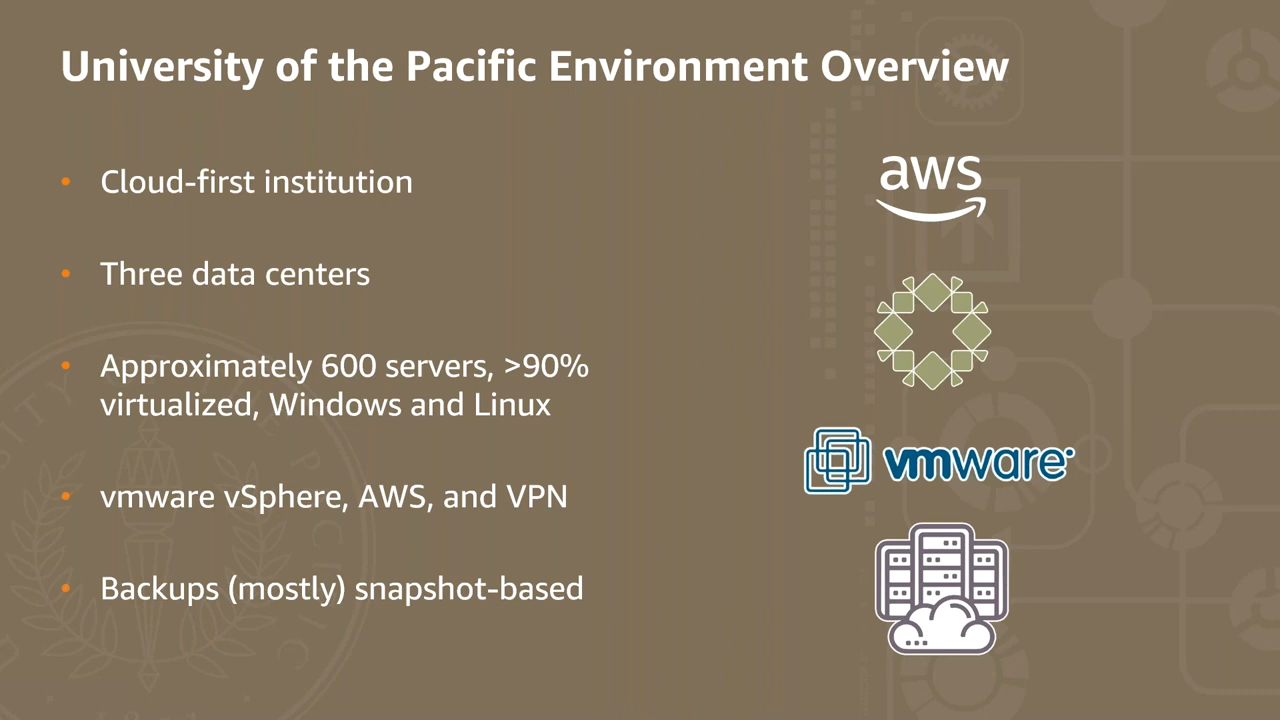 University of the Pacific Environment Overview
• Cloud-first institution
• Three data centers
• Approximately 600 servers, >90%
virtualized, Windows and Linux
• vmware vSphere, AWS, and VPN
• Backups (mostly) snapshot-based
aws
vmware